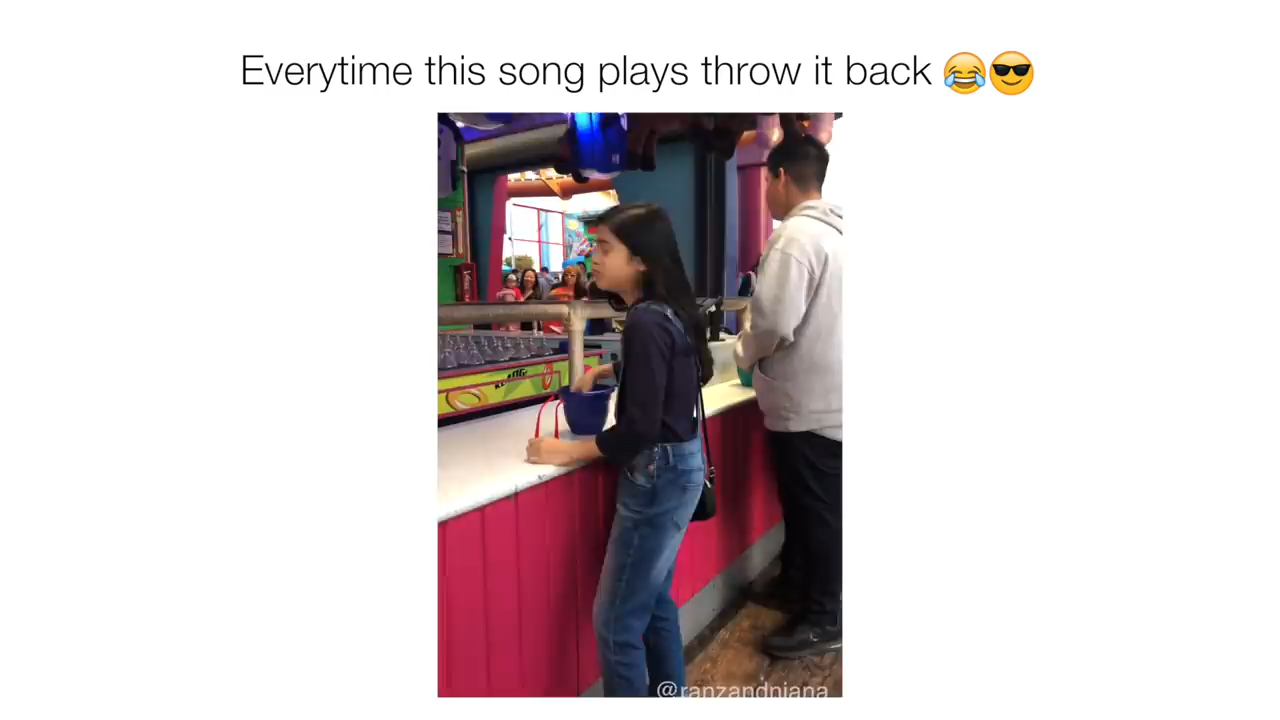 Everytime this song plays throw it back 😂😎
@ranzandniana